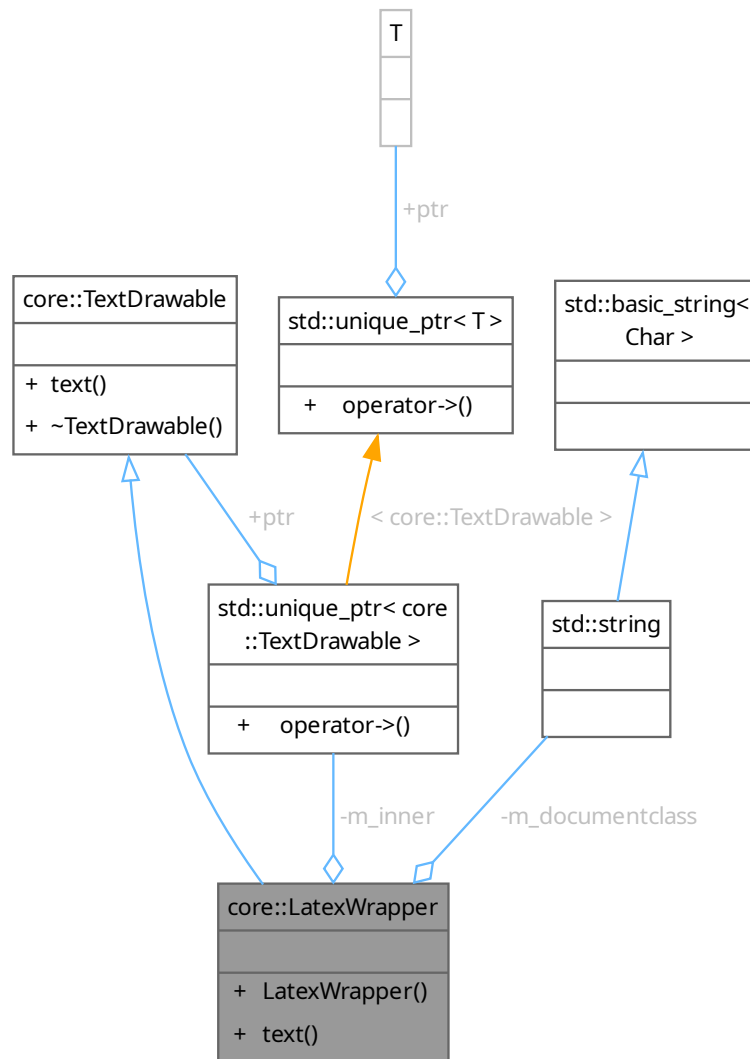 T
+ptr
core::TextDrawable
+ text()
+ ~TextDrawable()
std::unique_ptr< T >
+ operator->()
std::basic_string<
Char >
+ptr
< core::TextDrawable >
std::unique_ptr< core
::TextDrawable >
+ operator->()
std::string
-m_inner
-m_documentclass
core::LatexWrapper
+ LatexWrapper()
+ text()